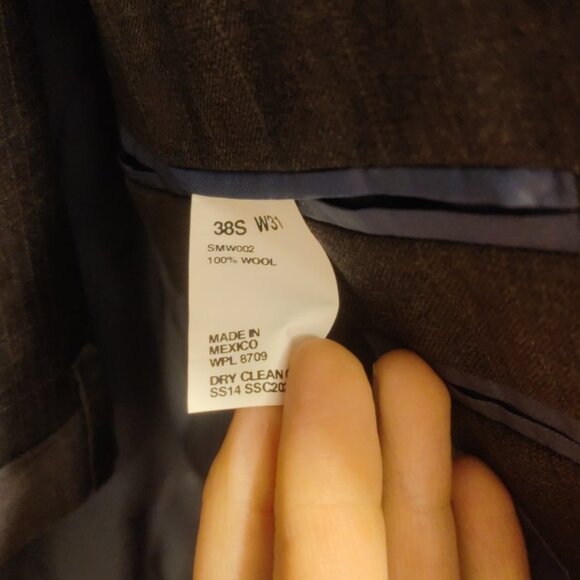 38S W31
SMW002
100% WOOL
MADE IN
MEXICO
WPL 8709
DRY CLEAN
SS14